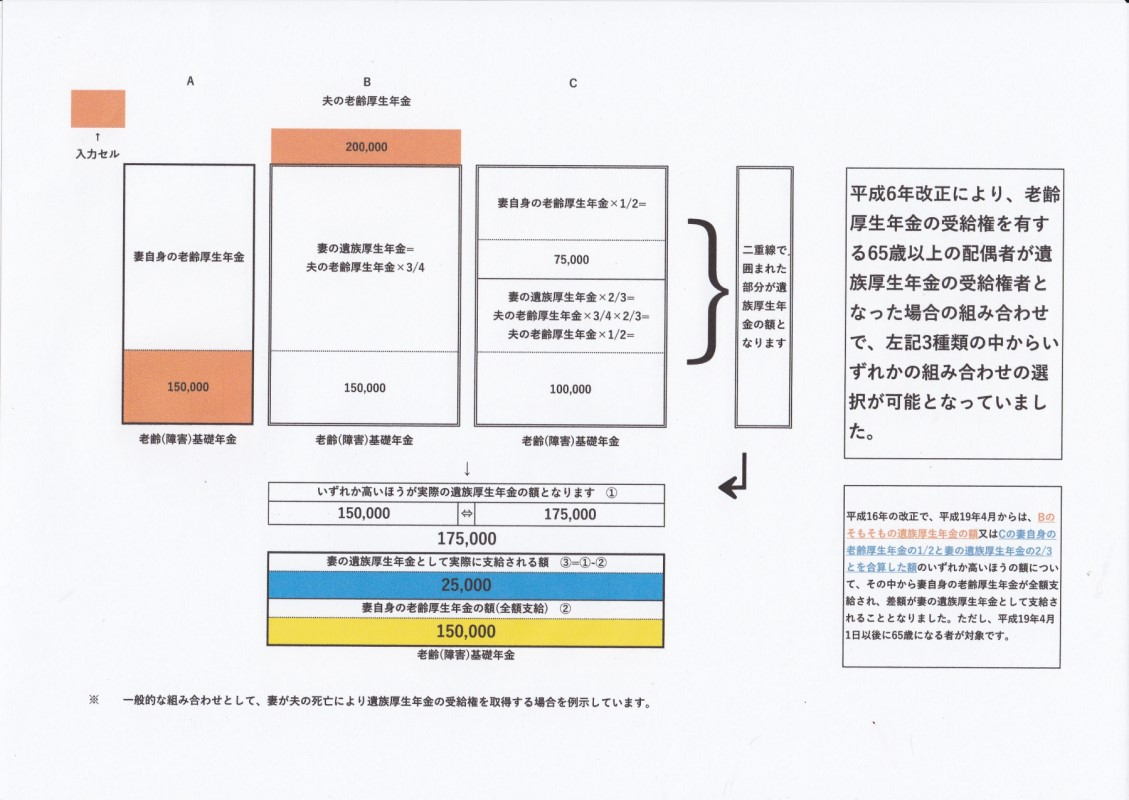 A
B
C
夫の老齢厚生年金
↑
入力セル
200,000
妻自身の老齢厚生年金
150,000
妻の遺族厚生年金=
夫の老齢厚生年金×3/4
150,000
妻自身の老齢厚生年金×1/2=
75,000
妻の遺族厚生年金×2/3=
夫の老齢厚生年金×3/4×2/3=
夫の老齢厚生年金×1/2=
100,000
}
二重線で
囲まれた
部分が遺
族厚生年
金の額と
なります
老齢(障害)基礎年金
老齢(障害)基礎年金
老齢(障害)基礎年金
平成6年改正により、老齢
厚生年金の受給権を有す
る65歳以上の配偶者が遺
族厚生年金の受給権者と
なった場合の組み合わせ
で、左記3種類の中からい
ずれかの組み合わせの選
択が可能となっていまし
た。
↓
いずれか高いほうが実際の遺族厚生年金の額となります ①
150,000 ⇔ 175,000
175,000
妻の遺族厚生年金として実際に支給される額 ③=①-②
25,000
妻自身の老齢厚生年金の額(全額支給) ②
150,000
老齢(障害)基礎年金
平成16年の改正で、平成19年4月からは、Bの
そもそもの遺族厚生年金の額又はCの妻自身の
老齢厚生年金の1/2と妻の遺族厚生年金の2/3
とを合算した額のいずれか高いほうの額につい
て、その中から妻自身の老齢厚生年金が全額支
給され、差額が妻の遺族厚生年金として支給さ
れることとなりました。ただし、平成19年4月
1日以後に65歳になる者が対象です。
※ 一般的な組み合わせとして、妻が夫の死亡により遺族厚生年金の受給権を取得する場合を例示しています。